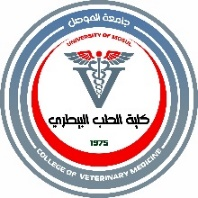 جامعة الموصل
UNIVERSITY OF MOSUL
كلية الطب البيطري
1975
COLLEGE OF VETERINARY MEDICINE